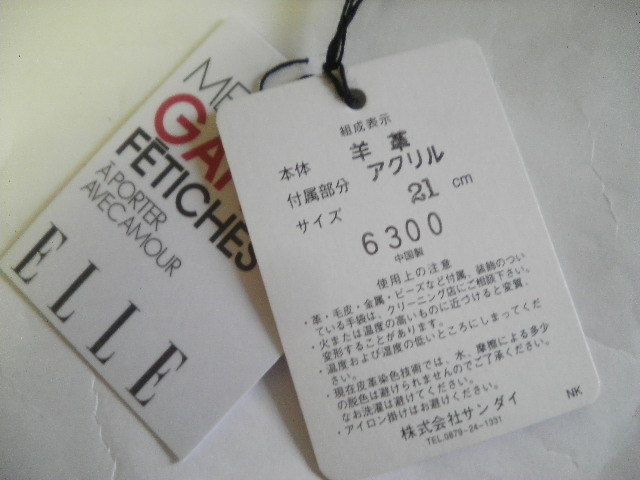 ME
GAN
FÉTICHES
À PORTER
AVEC AMOUR
ELLE
組成表示
本体 羊革
付属部分 アクリル
サイズ 21 cm
6300
中国製
使用上の注意
・革・毛皮・金属・ビーズなど付属、装飾のつい
ている手袋は、クリーニング店にご相談下さい。
・火または温度の高いものに近づけると変質、
変形することがあります。
・温度および湿度の低いところにしまってくだ
さい。
・現在皮革染色技術では、水、摩擦による多少
の脱色は避けられませんのでご了承ください。
なお洗濯は避けてください。
・アイロン掛けはお避けください。
株式会社サンダイ
TEL.0879-24-1331
NK